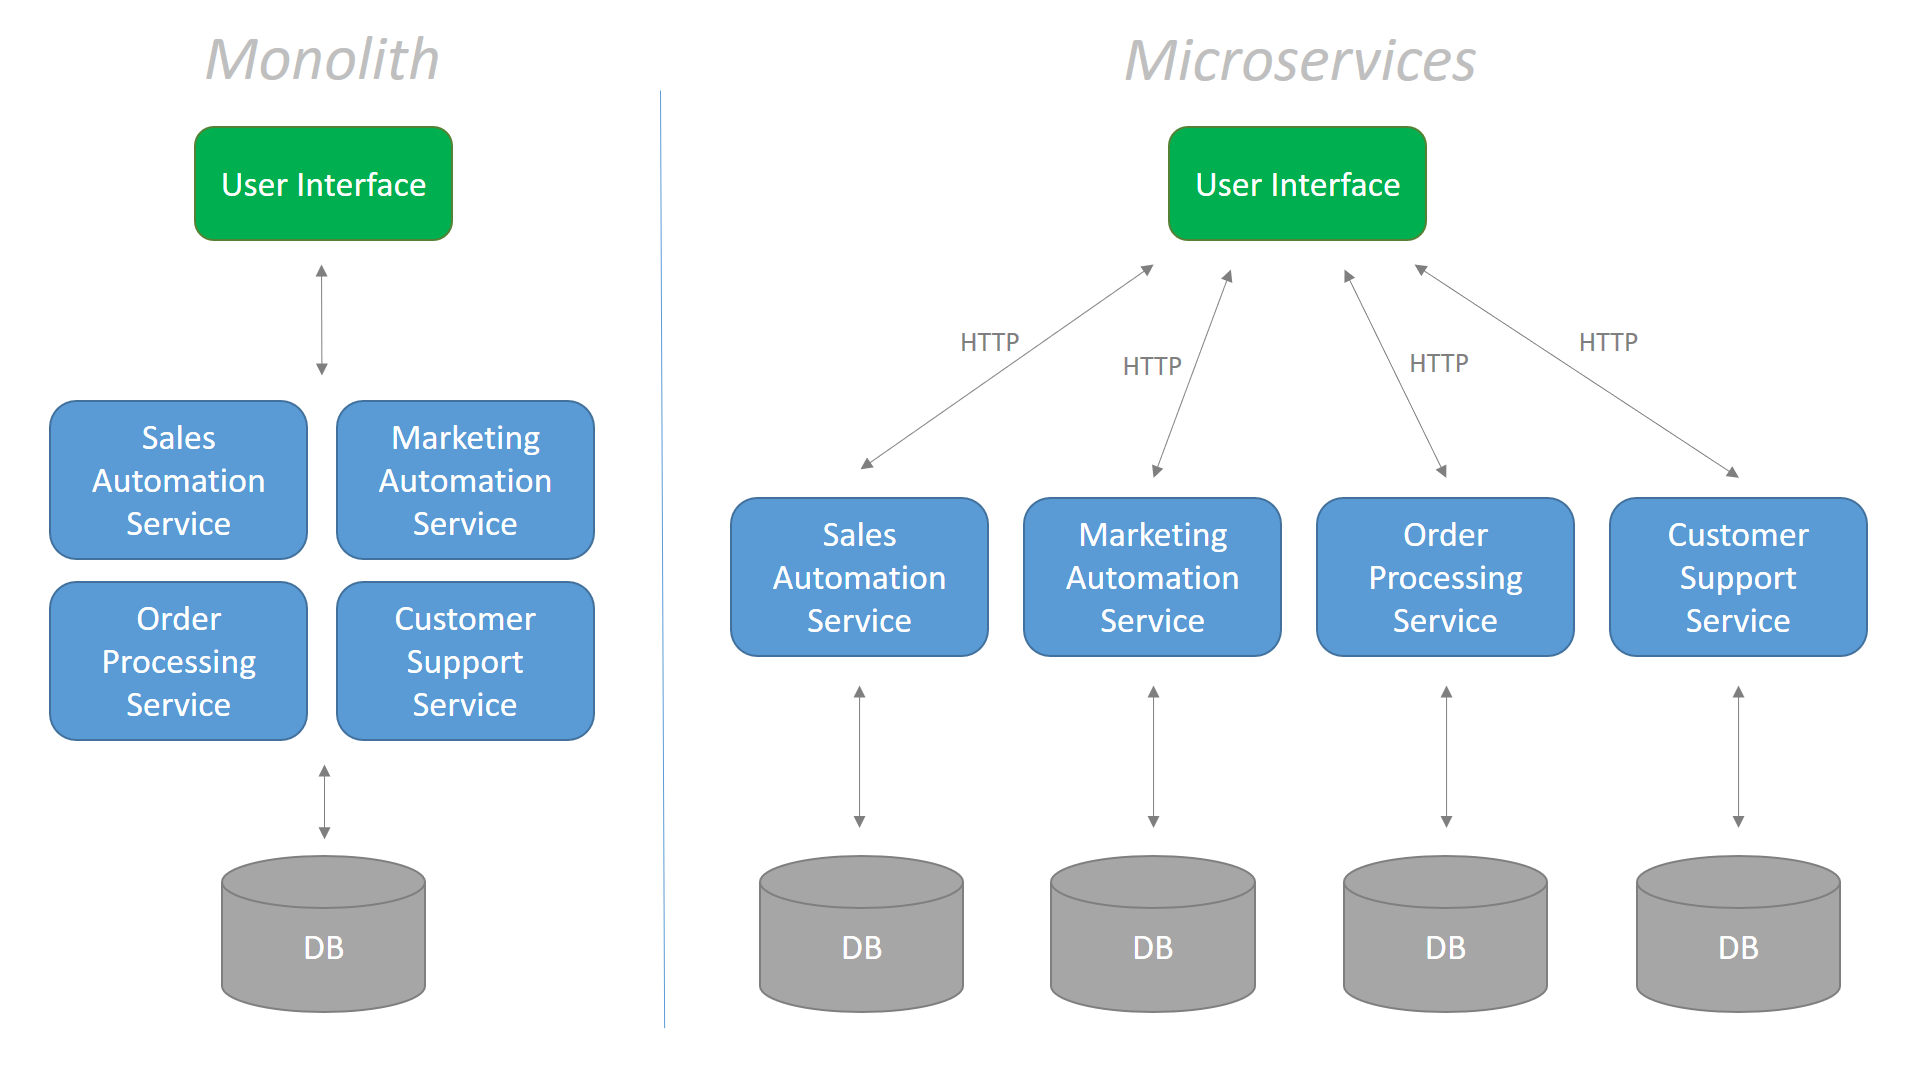 Monolith
User Interface
Sales
Automation
Service
Marketing
Automation
Service
Order
Processing
Service
Customer
Support
Service
DB
Microservices
User Interface
HTTP
HTTP
HTTP
HTTP
Sales
Automation
Service
Marketing
Automation
Service
Order
Processing
Service
Customer
Support
Service
DB
DB
DB
DB